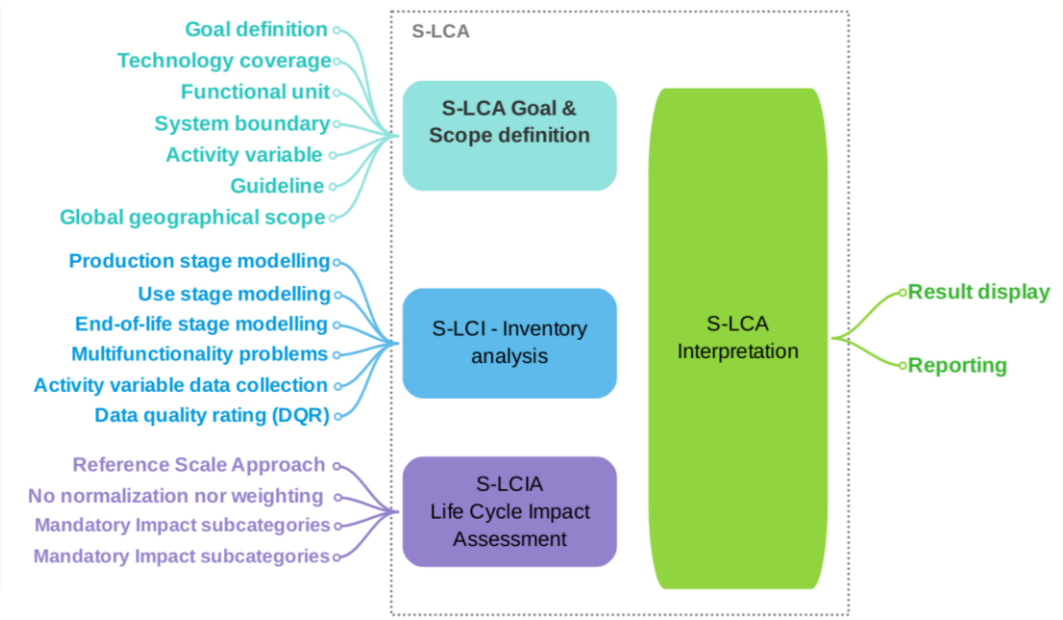 S-LCA
Goal definition
Technology coverage
Functional unit
System boundary
Activity variable
Guideline
Global geographical scope
S-LCA Goal &
Scope definition
Production stage modelling
Use stage modelling
End-of-life stage modelling
Multifunctionality problems
Activity variable data collection
Data quality rating (DQR)
S-LCI - Inventory
analysis
Reference Scale Approach
No normalization nor weighting
Mandatory Impact subcategories
Mandatory Impact subcategories
S-LCIA
Life Cycle Impact
Assessment
S-LCA
Interpretation
Result display
Reporting